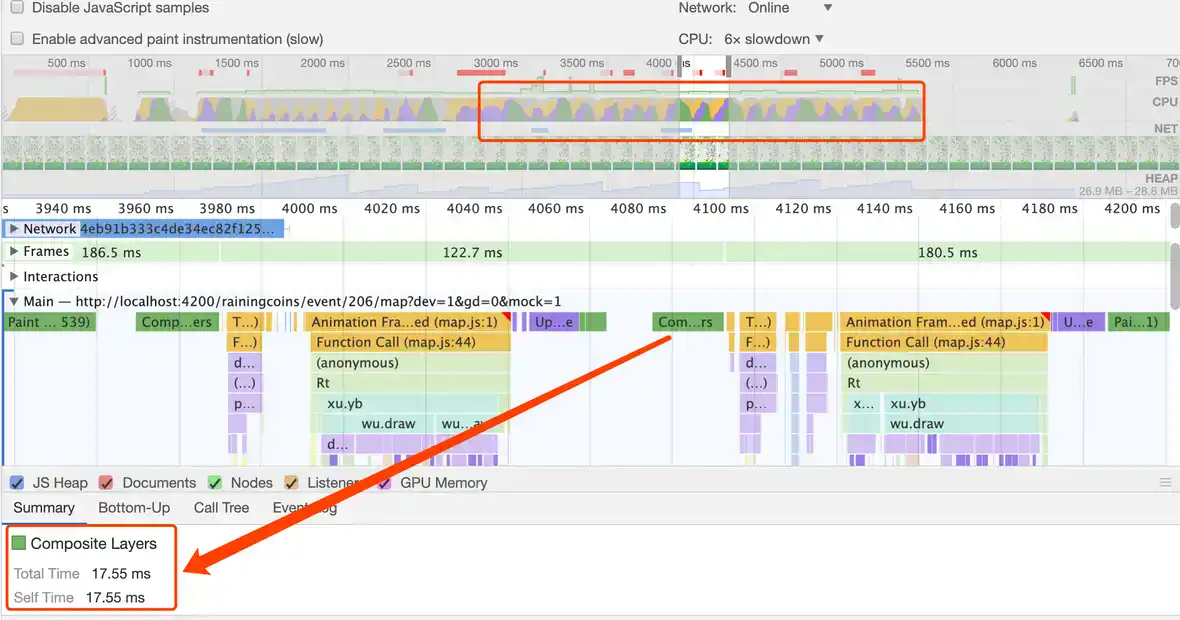 Disable JavaScript samples
Network: Online ▼
Enable advanced paint instrumentation (slow)
CPU: 6× slowdown ▼
500 ms 1000 ms 1500 ms 2000 ms 2500 ms 3000 ms 3500 ms 4000 ms 4500 ms 5000 ms 5500 ms 6000 ms 6500 ms 7000 ms
FPS
CPU
NET
HEAP
26.9 MB – 28.8 MB
s 3940 ms 3960 ms 3980 ms 4000 ms 4020 ms 4040 ms 4060 ms 4080 ms 4100 ms 4120 ms 4140 ms 4160 ms 4180 ms 4200 ms
Network 4eb91b333c4de34ec82f125...
Frames 186.5 ms 122.7 ms 180.5 ms
Interactions
Main — http://localhost:4200/rainingcoins/event/206/map?dev=1&gd=0&mock=1
Paint ... 539) Comp...ers T...) Animation Fra...ed (map.js:1) Up...e Com...rs T...) Animation Fram...ed (map.js:1) U...e Pai...1)
F...) Function Call (map.js:44) F...) Function Call (map.js:44)
d... (anonymous) d... (anonymous)
(...) Rt (...) Rt
p... xu.yb p... x... xu.yb
wu.draw wu...aw wu.draw
d...
JS Heap Documents Nodes Listener GPU Memory
Summary Bottom-Up Call Tree Event Log
Composite Layers
Total Time 17.55 ms
Self Time 17.55 ms